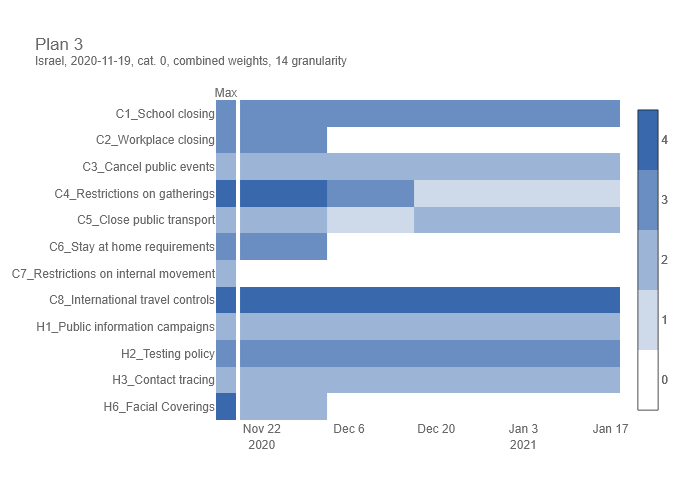 Plan 3
Israel, 2020-11-19, cat. 0, combined weights, 14 granularity
Max
C1_School closing
C2_Workplace closing
C3_Cancel public events
C4_Restrictions on gatherings
C5_Close public transport
C6_Stay at home requirements
C7_Restrictions on internal movement
C8_International travel controls
H1_Public information campaigns
H2_Testing policy
H3_Contact tracing
H6_Facial Coverings
4
3
2
1
0
Nov 22 Dec 6 Dec 20 Jan 3 Jan 17
2020 2021